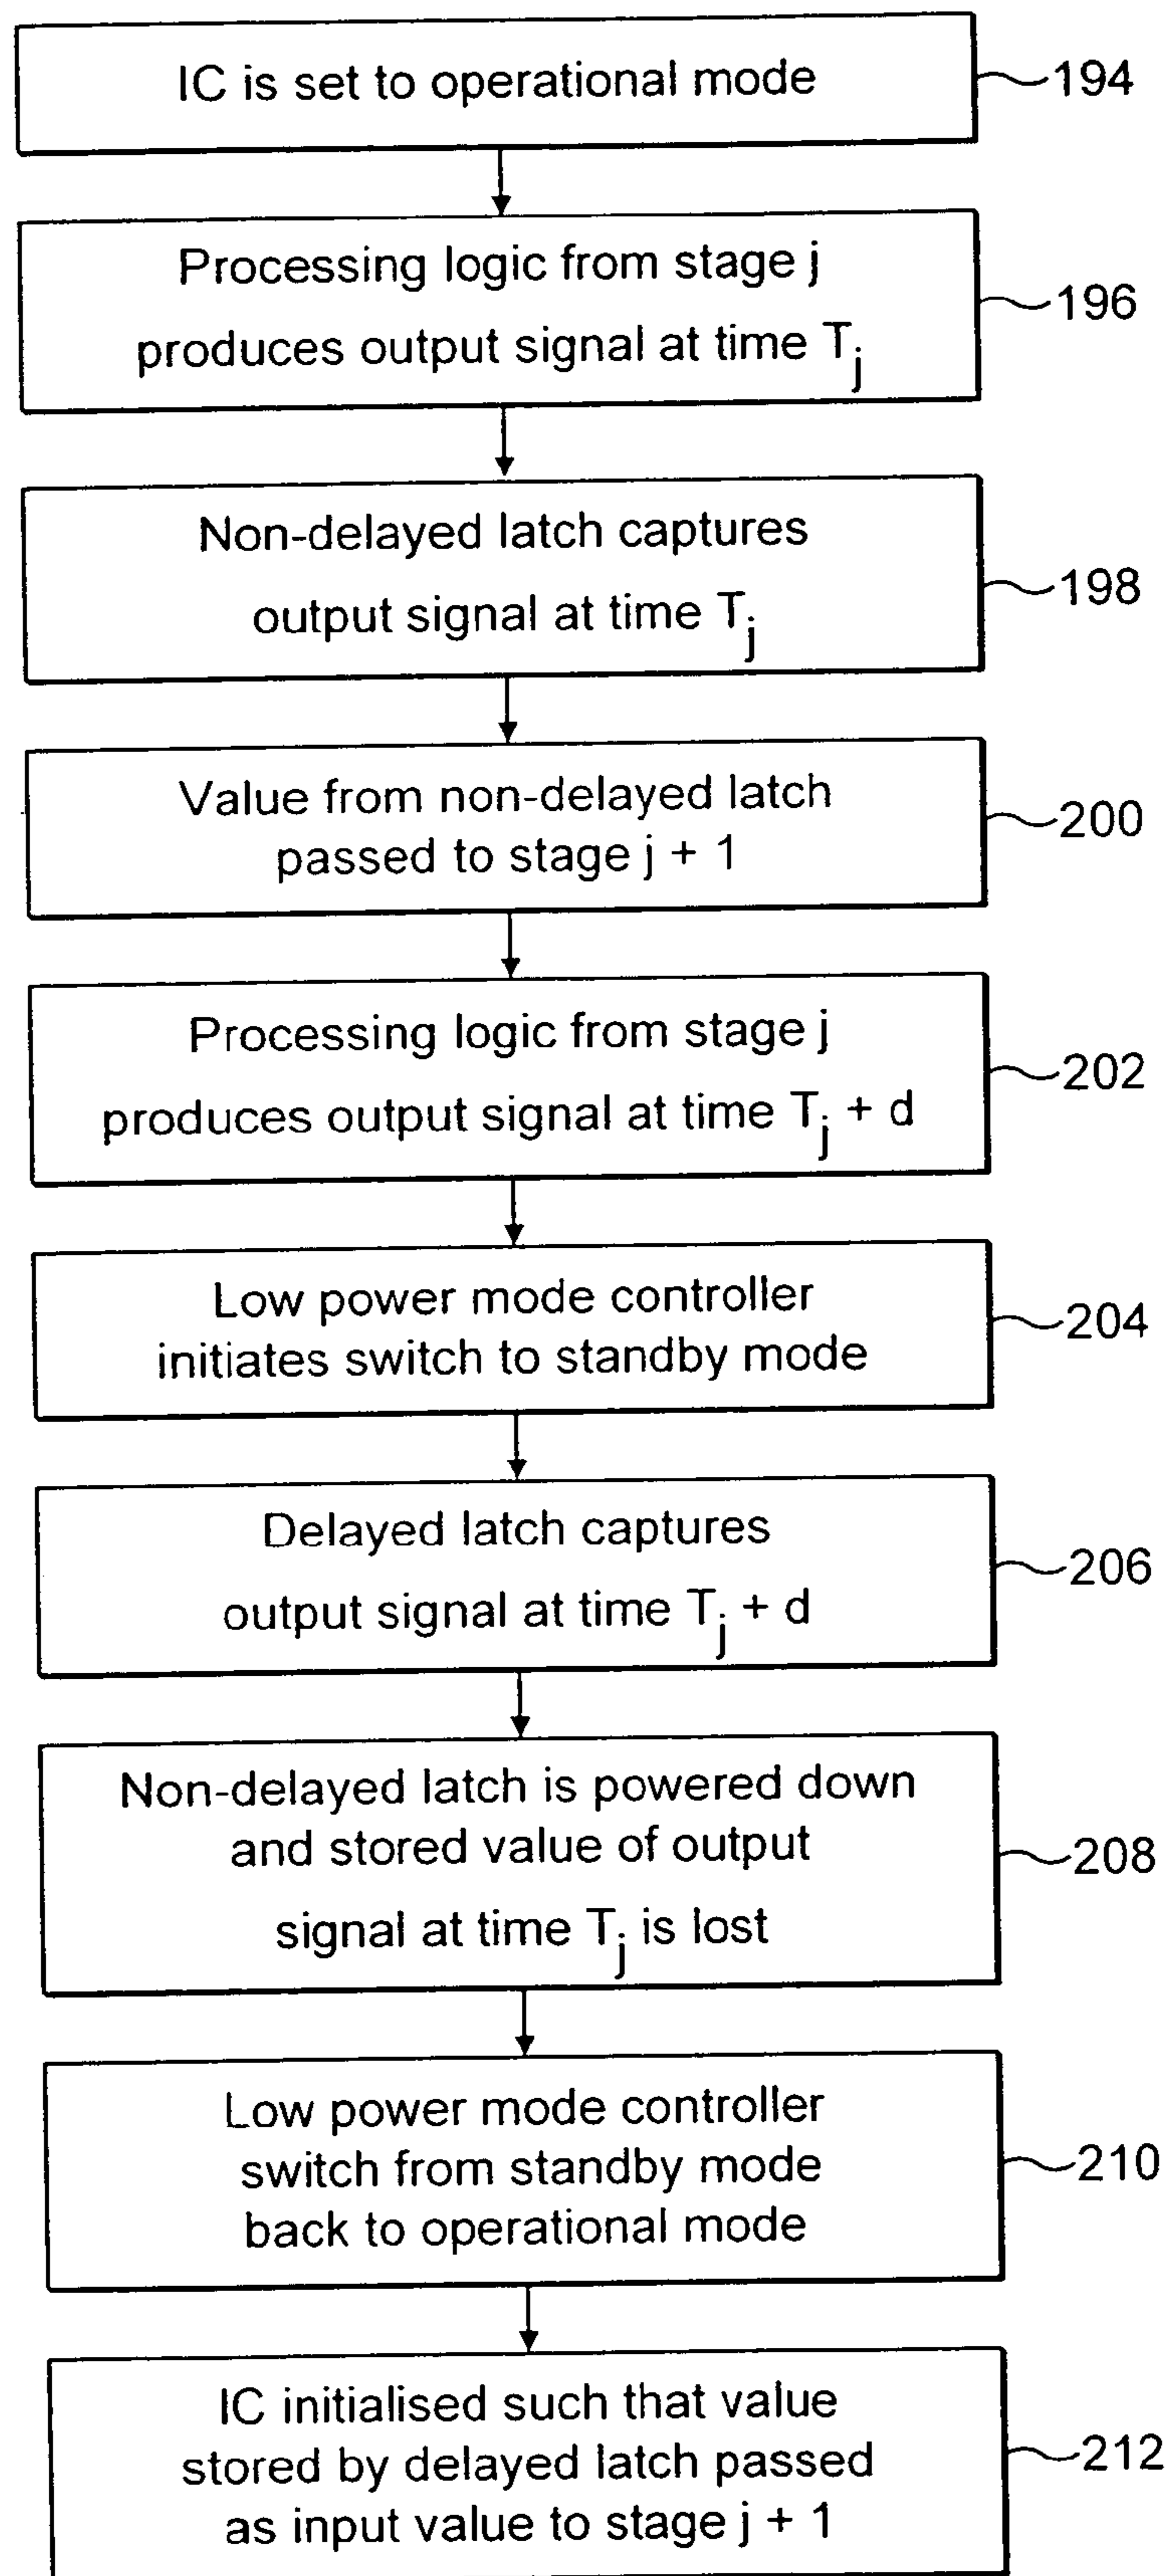 IC is set to operational mode
194
Processing logic from stage j
produces output signal at time Tj
196
Non-delayed latch captures
output signal at time Tj
198
Value from non-delayed latch
passed to stage j + 1
200
Processing logic from stage j
produces output signal at time Tj + d
202
Low power mode controller
initiates switch to standby mode
204
Delayed latch captures
output signal at time Tj + d
206
Non-delayed latch is powered down
and stored value of output
signal at time Tj is lost
208
Low power mode controller
switch from standby mode
back to operational mode
210
IC initialised such that value
stored by delayed latch passed
as input value to stage j + 1
212